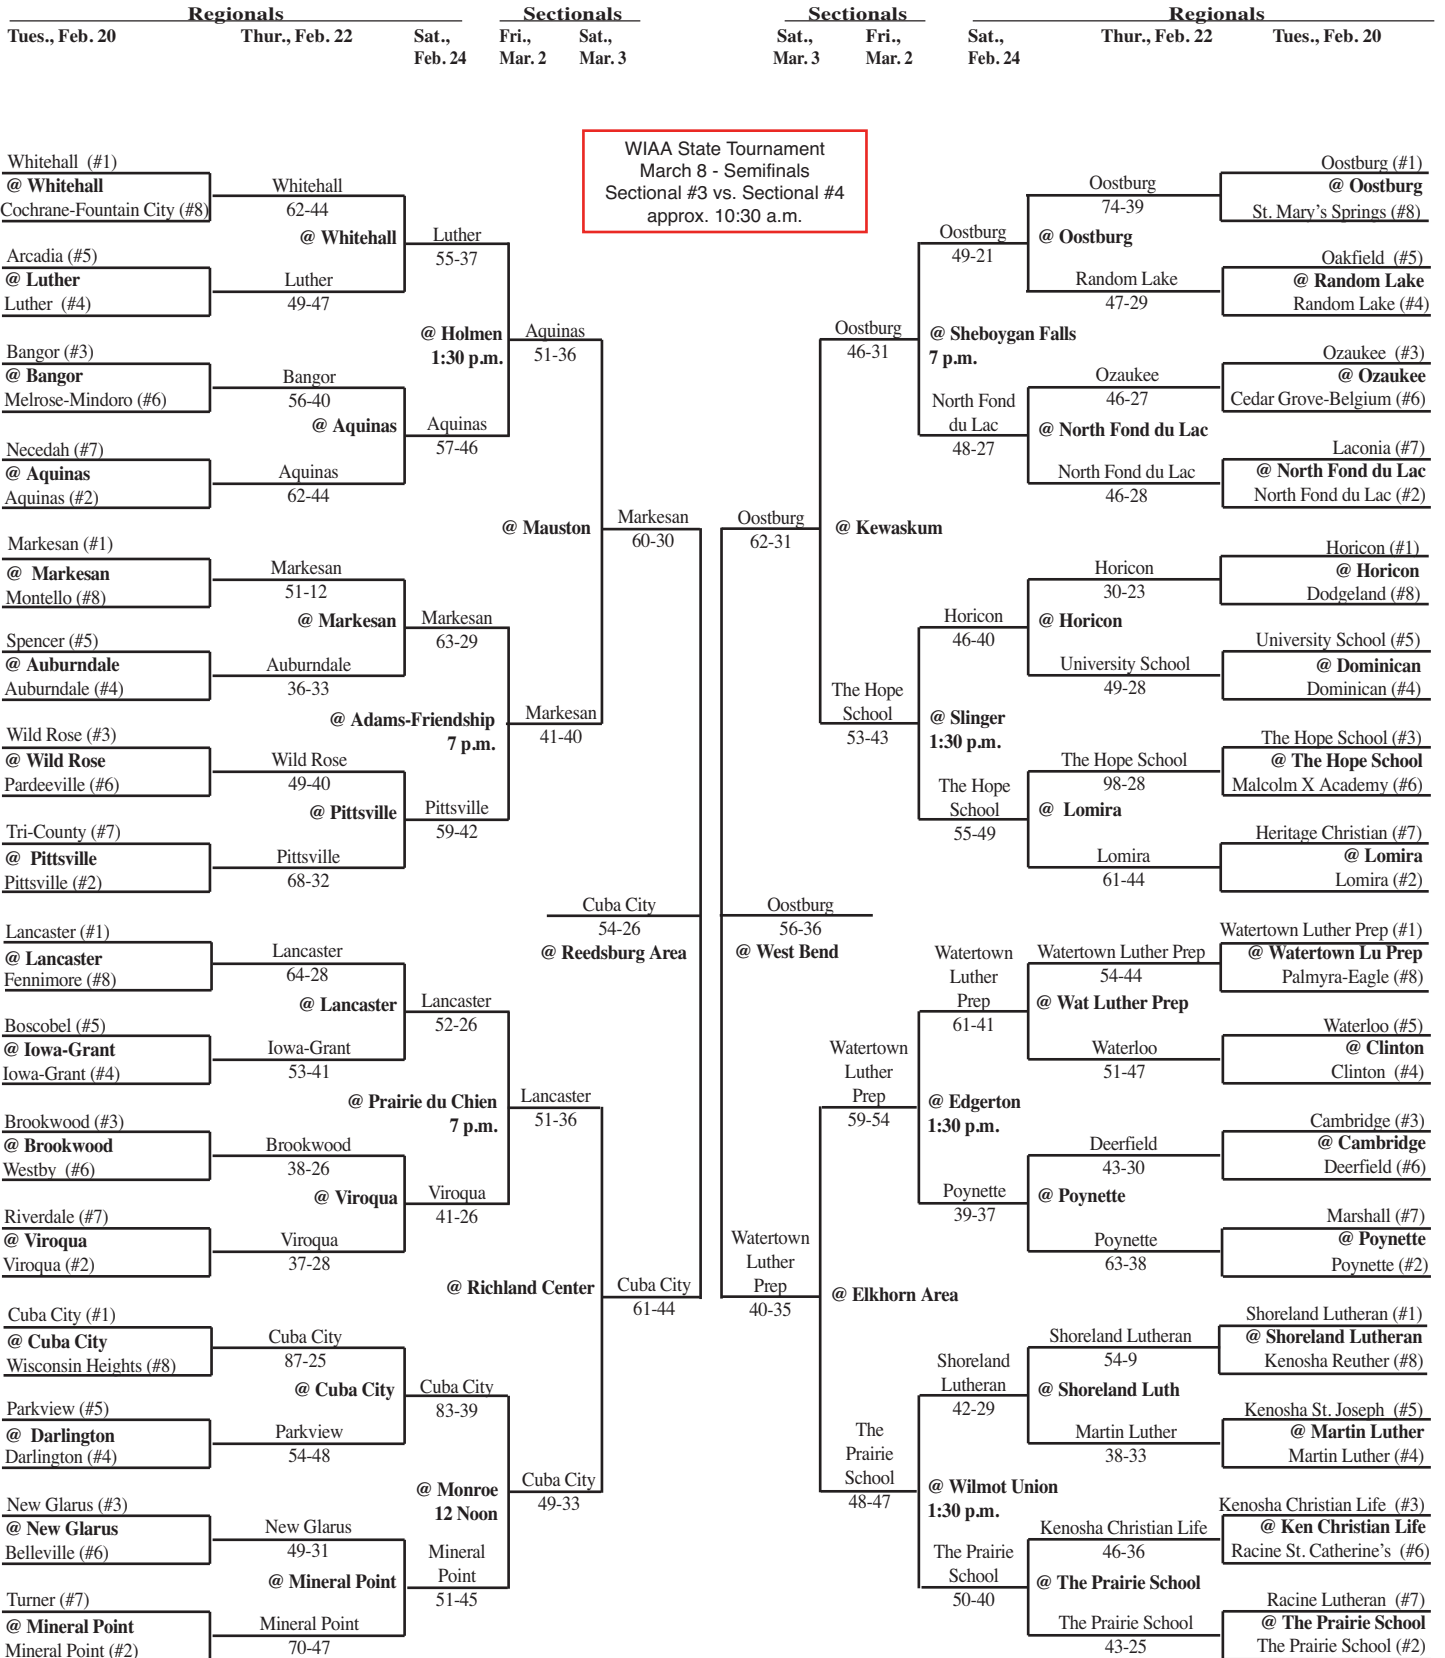 Regionals
Sectionals
Sectionals
Regionals
Tues., Feb. 20
Thur., Feb. 22
Sat.,
Feb. 24
Fri.,
Mar. 2
Sat.,
Mar. 3
Sat.,
Mar. 3
Fri.,
Mar. 2
Sat.,
Feb. 24
Thur., Feb. 22
Tues., Feb. 20
WIAA State Tournament
March 8 - Semifinals
Sectional #3 vs. Sectional #4
approx. 10:30 a.m.
Whitehall (#1)
@ Whitehall
Cochrane-Fountain City (#8)
Arcadia (#5)
@ Luther
Luther (#4)
Bangor (#3)
@ Bangor
Melrose-Mindoro (#6)
Necedah (#7)
@ Aquinas
Aquinas (#2)
Markesan (#1)
@ Markesan
Montello (#8)
Spencer (#5)
@ Auburndale
Auburndale (#4)
Wild Rose (#3)
@ Wild Rose
Pardeeville (#6)
Tri-County (#7)
@ Pittsville
Pittsville (#2)
Lancaster (#1)
@ Lancaster
Fennimore (#8)
Boscobel (#5)
@ Iowa-Grant
Iowa-Grant (#4)
Brookwood (#3)
@ Brookwood
Westby (#6)
Riverdale (#7)
@ Viroqua
Viroqua (#2)
Cuba City (#1)
@ Cuba City
Wisconsin Heights (#8)
Parkview (#5)
@ Darlington
Darlington (#4)
New Glarus (#3)
@ New Glarus
Belleville (#6)
Turner (#7)
@ Mineral Point
Mineral Point (#2)
Whitehall
62-44
@ Whitehall
Luther
49-47
Bangor
56-40
@ Aquinas
Aquinas
62-44
Markesan
51-12
@ Markesan
Auburndale
36-33
Wild Rose
49-40
@ Pittsville
Pittsville
68-32
Lancaster
64-28
@ Lancaster
Iowa-Grant
53-41
Brookwood
38-26
@ Viroqua
Viroqua
37-28
Cuba City
87-25
@ Cuba City
Parkview
54-48
New Glarus
49-31
@ Mineral Point
Mineral Point
70-47
Luther
55-37
@ Holmen
1:30 p.m.
Aquinas
57-46
Markesan
63-29
@ Adams-Friendship
7 p.m.
Pittsville
59-42
Lancaster
52-26
@ Prairie du Chien
7 p.m.
Viroqua
41-26
Cuba City
83-39
@ Monroe
12 Noon
Mineral
Point
51-45
Aquinas
51-36
@ Mauston
Markesan
41-40
Lancaster
51-36
@ Richland Center
Cuba City
49-33
Markesan
60-30
Cuba City
54-26
@ Reedsburg Area
Cuba City
61-44
Oostburg
62-31
Oostburg
56-36
@ West Bend
Watertown
Luther
Prep
40-35
Oostburg
46-31
@ Kewaskum
The Hope
School
53-43
Watertown
Luther
Prep
59-54
@ Elkhorn Area
The
Prairie
School
48-47
Oostburg
49-21
@ Sheboygan Falls
7 p.m.
North Fond
du Lac
48-27
Horicon
46-40
@ Slinger
1:30 p.m.
The Hope
School
55-49
Watertown
Luther
Prep
61-41
@ Edgerton
1:30 p.m.
Poynette
39-37
Shoreland
Lutheran
42-29
@ Wilmot Union
1:30 p.m.
The Prairie
School
50-40
Oostburg
74-39
@ Oostburg
Random Lake
47-29
Ozaukee
46-27
@ North Fond du Lac
North Fond du Lac
46-28
Horicon
30-23
@ Horicon
University School
49-28
The Hope School
98-28
@ Lomira
Lomira
61-44
Watertown Luther Prep
54-44
@ Wat Luther Prep
Waterloo
51-47
Deerfield
43-30
@ Poynette
Poynette
63-38
Shoreland Lutheran
54-9
@ Shoreland Luth
Martin Luther
38-33
Kenosha Christian Life
46-36
@ The Prairie School
The Prairie School
43-25
Oostburg (#1)
@ Oostburg
St. Mary's Springs (#8)
Oakfield (#5)
@ Random Lake
Random Lake (#4)
Ozaukee (#3)
@ Ozaukee
Cedar Grove-Belgium (#6)
Laconia (#7)
@ North Fond du Lac
North Fond du Lac (#2)
Horicon (#1)
@ Horicon
Dodgeland (#8)
University School (#5)
@ Dominican
Dominican (#4)
The Hope School (#3)
@ The Hope School
Malcolm X Academy (#6)
Heritage Christian (#7)
@ Lomira
Lomira (#2)
Watertown Luther Prep (#1)
@ Watertown Lu Prep
Palmyra-Eagle (#8)
Waterloo (#5)
@ Clinton
Clinton (#4)
Cambridge (#3)
@ Cambridge
Deerfield (#6)
Marshall (#7)
@ Poynette
Poynette (#2)
Shoreland Lutheran (#1)
@ Shoreland Lutheran
Kenosha Reuther (#8)
Kenosha St. Joseph (#5)
@ Martin Luther
Martin Luther (#4)
Kenosha Christian Life (#3)
@ Ken Christian Life
Racine St. Catherine's (#6)
Racine Lutheran (#7)
@ The Prairie School
The Prairie School (#2)